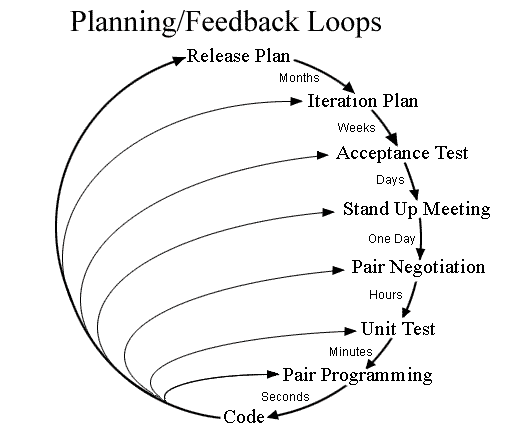 Planning/Feedback Loops
Release Plan
Months
Iteration Plan
Weeks
Acceptance Test
Days
Stand Up Meeting
One Day
Pair Negotiation
Hours
Unit Test
Minutes
Pair Programming
Seconds
Code